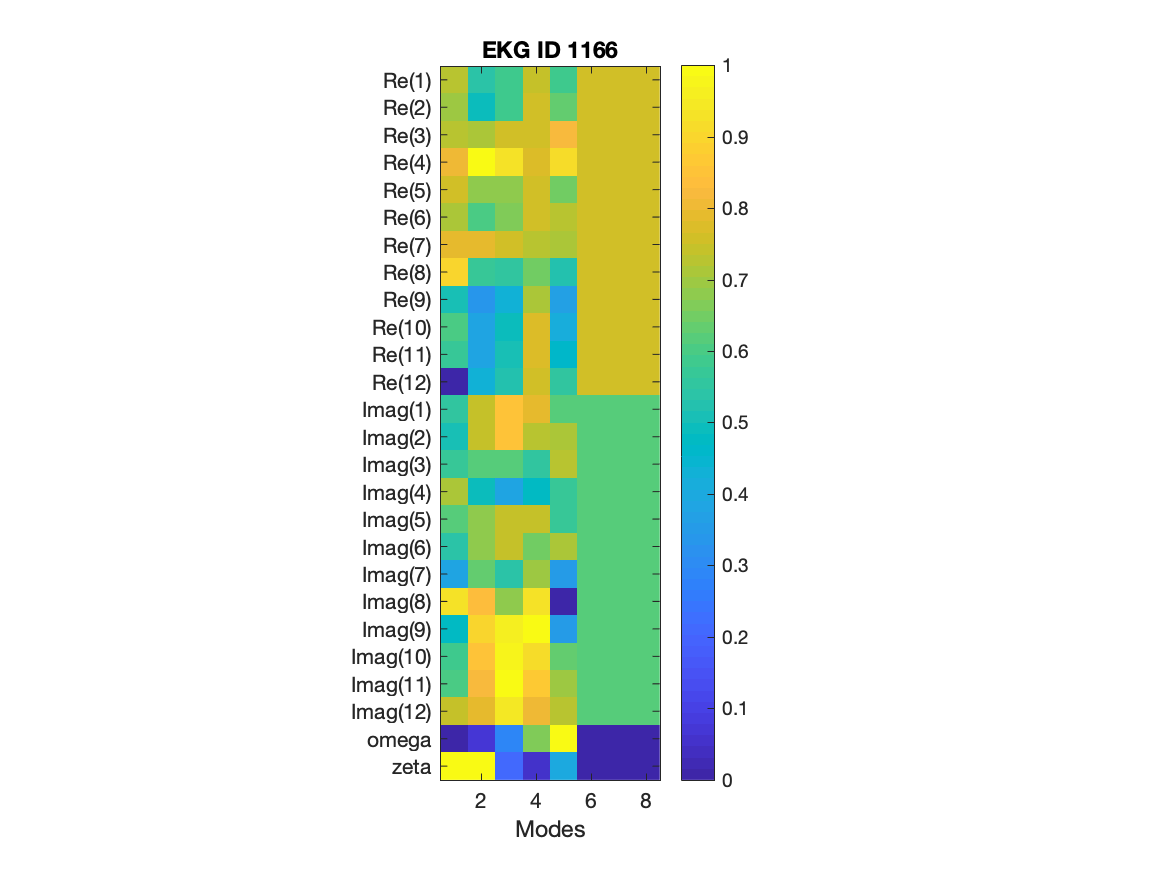 EKG ID 1166
Re(1)
Re(2)
Re(3)
Re(4)
Re(5)
Re(6)
Re(7)
Re(8)
Re(9)
Re(10)
Re(11)
Re(12)
Imag(1)
Imag(2)
Imag(3)
Imag(4)
Imag(5)
Imag(6)
Imag(7)
Imag(8)
Imag(9)
Imag(10)
Imag(11)
Imag(12)
omega
zeta
2 4 6 8
Modes
1
0.9
0.8
0.7
0.6
0.5
0.4
0.3
0.2
0.1
0